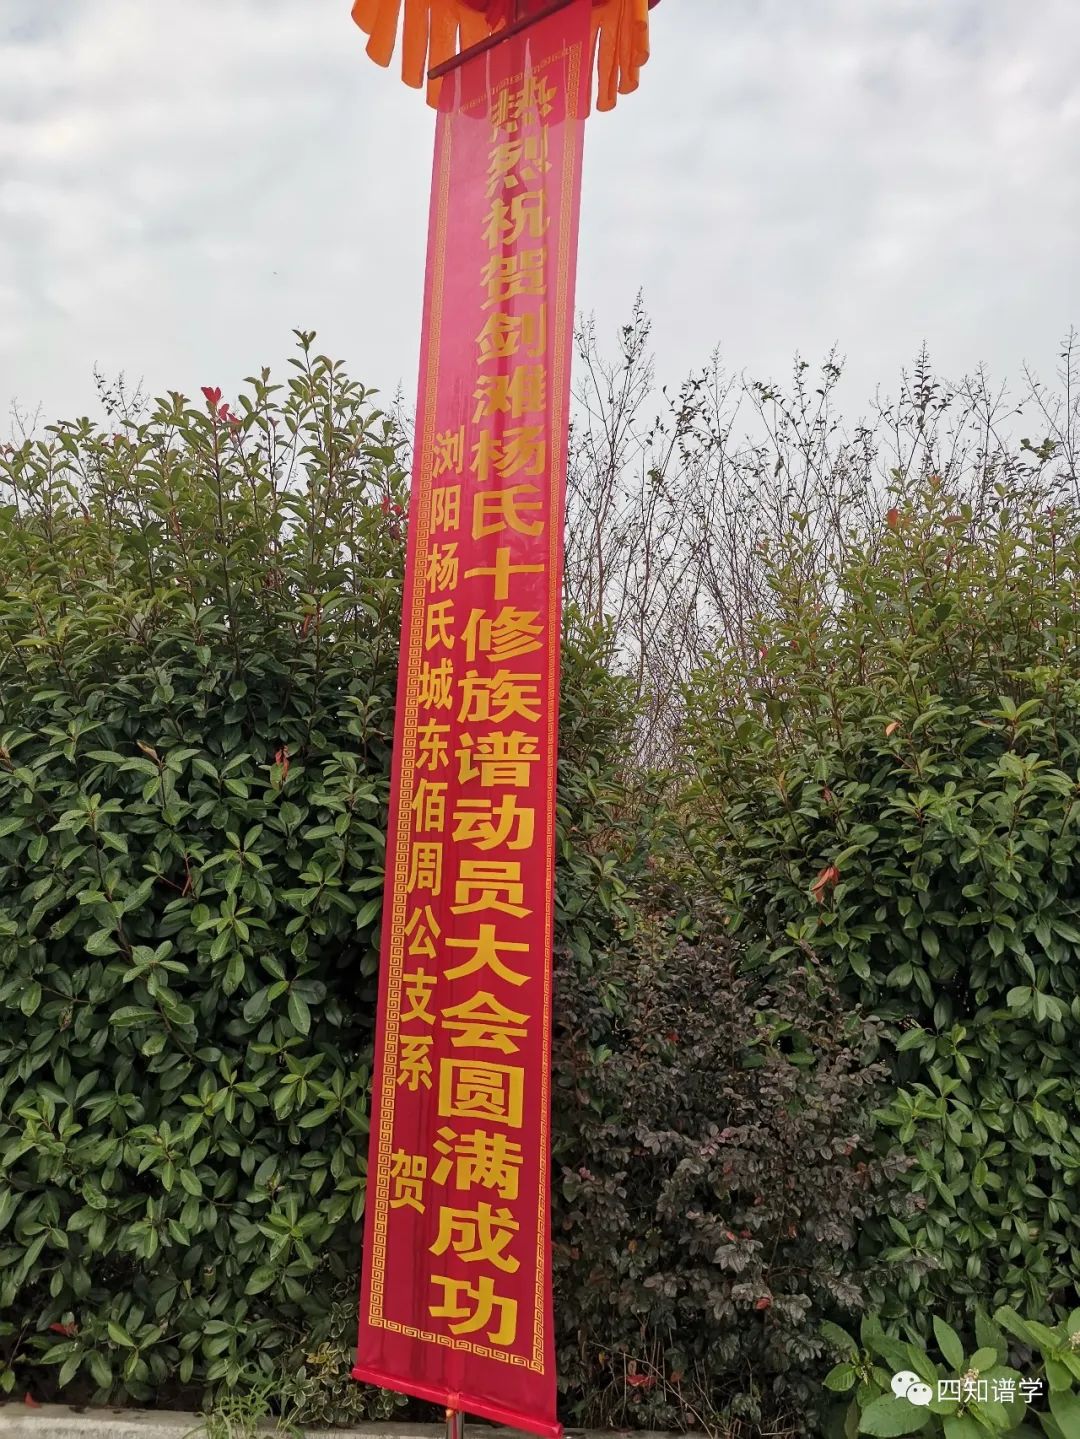 热烈祝贺剑滩杨氏十修族谱动员大会圆满成功
浏阳杨氏城东佰周公支系 贺
四知谱学